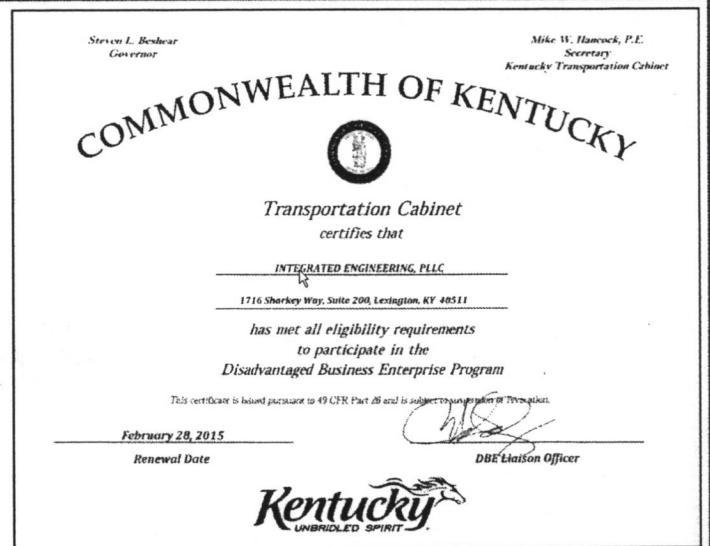 Steven L. Beshear
Governor
Mike W. Hancock, P.E.
Secretary
Kentucky Transportation Cabinet
COMMONWEALTH OF KENTUCKY
Transportation Cabinet
certifies that
INTEGRATED ENGINEERING, PLLC
1716 Sharkey Way, Suite 200, Lexington, KY 40511
has met all eligibility requirements
to participate in the
Disadvantaged Business Enterprise Program
This certificate is issued pursuant to 49 CFR Part 26 and is subject to suspension or revocation.
February 28, 2015
Renewal Date
DBE Liaison Officer
Kentucky
UNBRIDLED SPIRIT